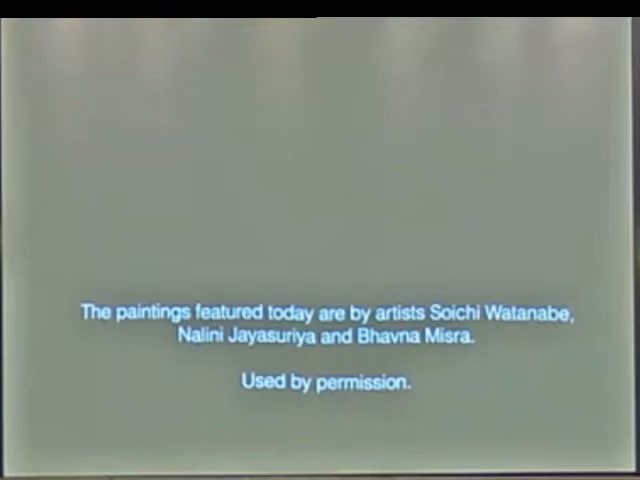 The paintings featured today are by artists Soichi Watanabe,
Nalini Jayasuriya and Bhavna Misra.
Used by permission.